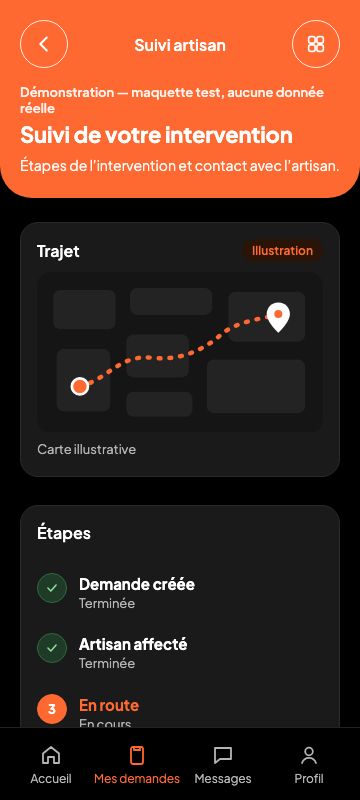 Suivi artisan
Démonstration — maquette test, aucune donnée
réelle
Suivi de votre intervention
Étapes de l'intervention et contact avec l'artisan.
Trajet
Illustration
Carte illustrative
Étapes
Demande créée
Terminée
Artisan affecté
Terminée
3
En route
En cours
Accueil
Mes demandes
Messages
Profil